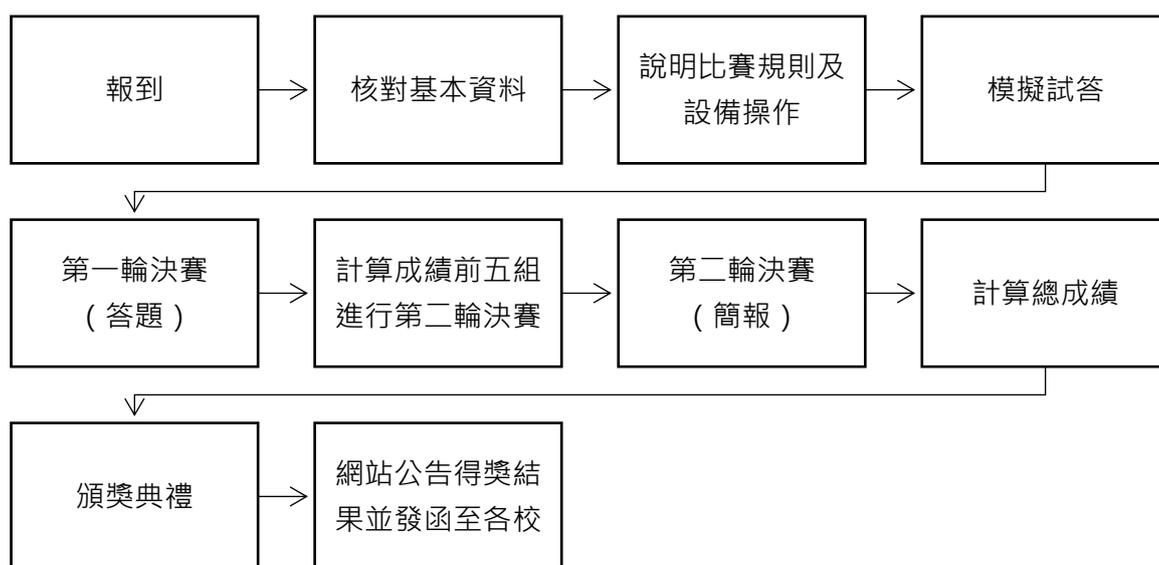 報到
核對基本資料
說明比賽規則及
設備操作
模擬試答
第一輪決賽
(答題)
計算成績前五組
進行第二輪決賽
第二輪決賽
(簡報)
計算總成績
頒獎典禮
網站公告得獎結
果並發函至各校